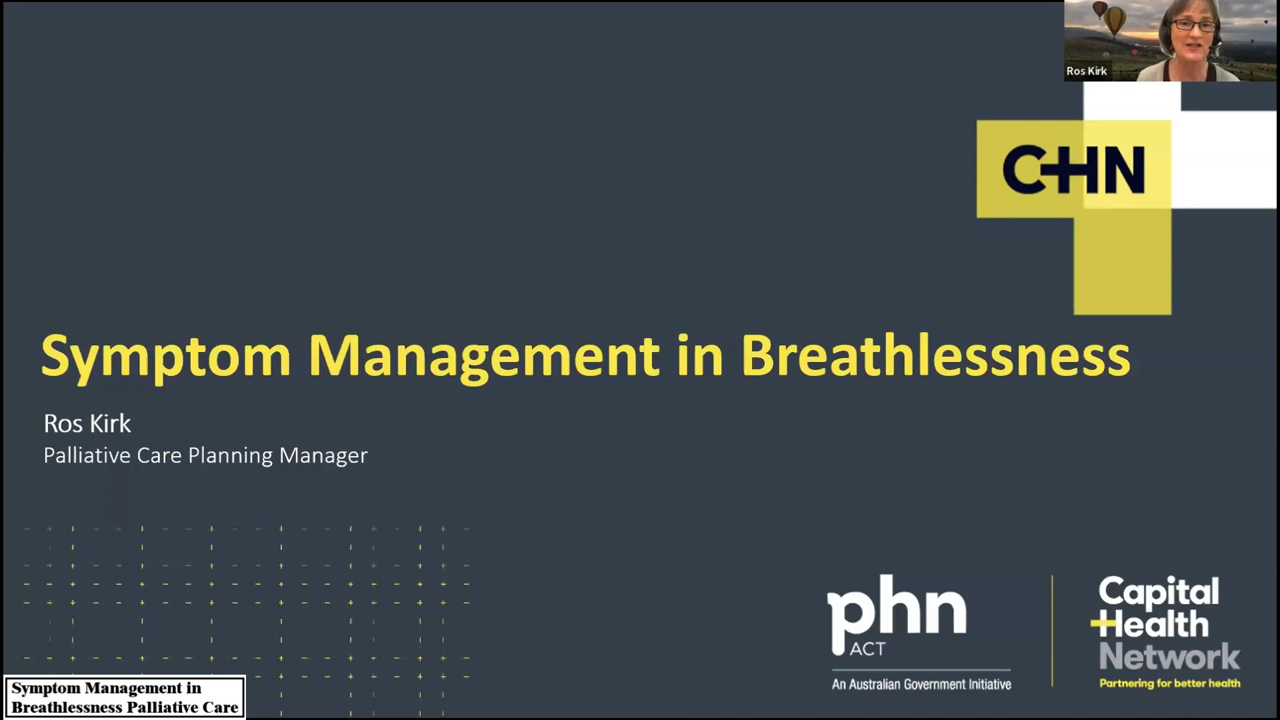 Ros Kirk
C+HN
Symptom Management in Breathlessness
Ros Kirk
Palliative Care Planning Manager
phn
ACT
An Australian Government Initiative
Capital
Health
Network
Partnering for better health
Symptom Management in
Breathlessness Palliative Care